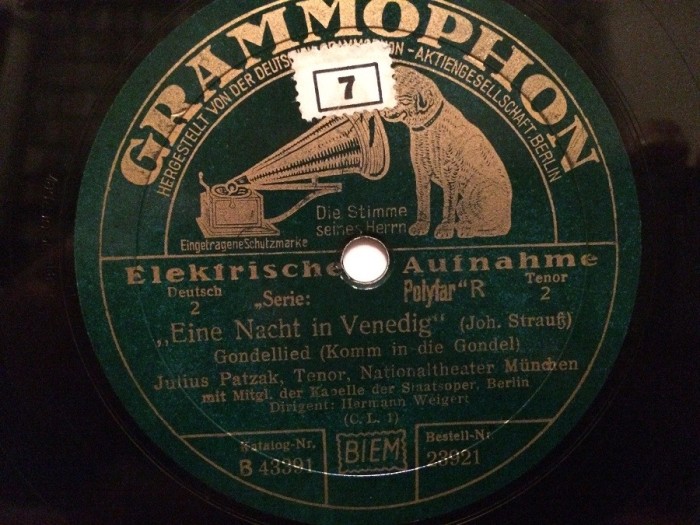 GRAMMOPHON
HERGESTELLT VON DER DEUTSCHEN GRAMMOPHON - AKTIENGESELLSCHAFT, BERLIN
7
Die Stimme
seines Herrn
Eingetragene Schutzmarke
Elektrische Aufnahme
Deutsch
2
„Serie: Polyfar“ R
Tenor
2
„Eine Nacht in Venedig“ (Joh. Strauß)
Gondellied (Komm in die Gondel)
Julius Patzak, Tenor, Nationaltheater München
mit Mitgl. der Kapelle der Staatsoper, Berlin
Dirigent: Hermann Weigert
(C. L. 1)
Katalog-Nr.
B 43391
BIEM
Bestell-Nr.
23921